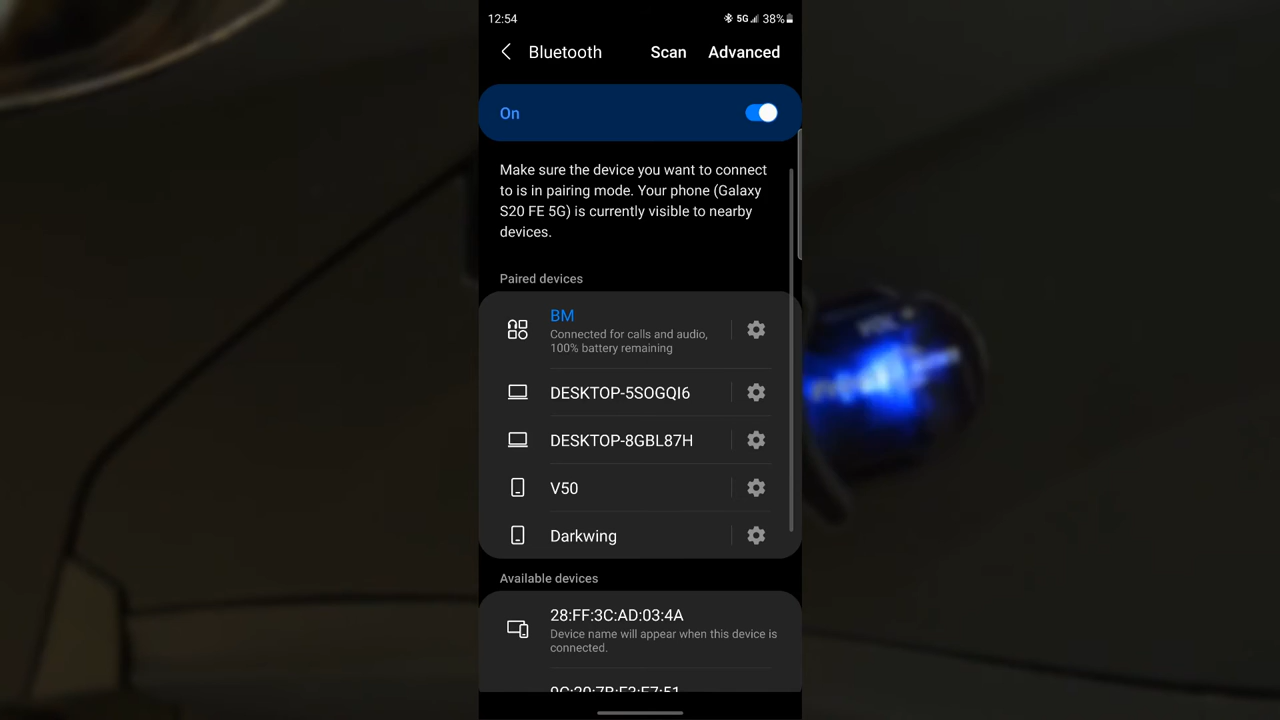 12:54
5G 38%
Bluetooth Scan Advanced
On
Make sure the device you want to connect
to is in pairing mode. Your phone (Galaxy
S20 FE 5G) is currently visible to nearby
devices.
Paired devices
BM
Connected for calls and audio,
100% battery remaining
DESKTOP-5SOGQI6
DESKTOP-8GBL87H
V50
Darkwing
Available devices
28:FF:3C:AD:03:4A
Device name will appear when this device is
connected.